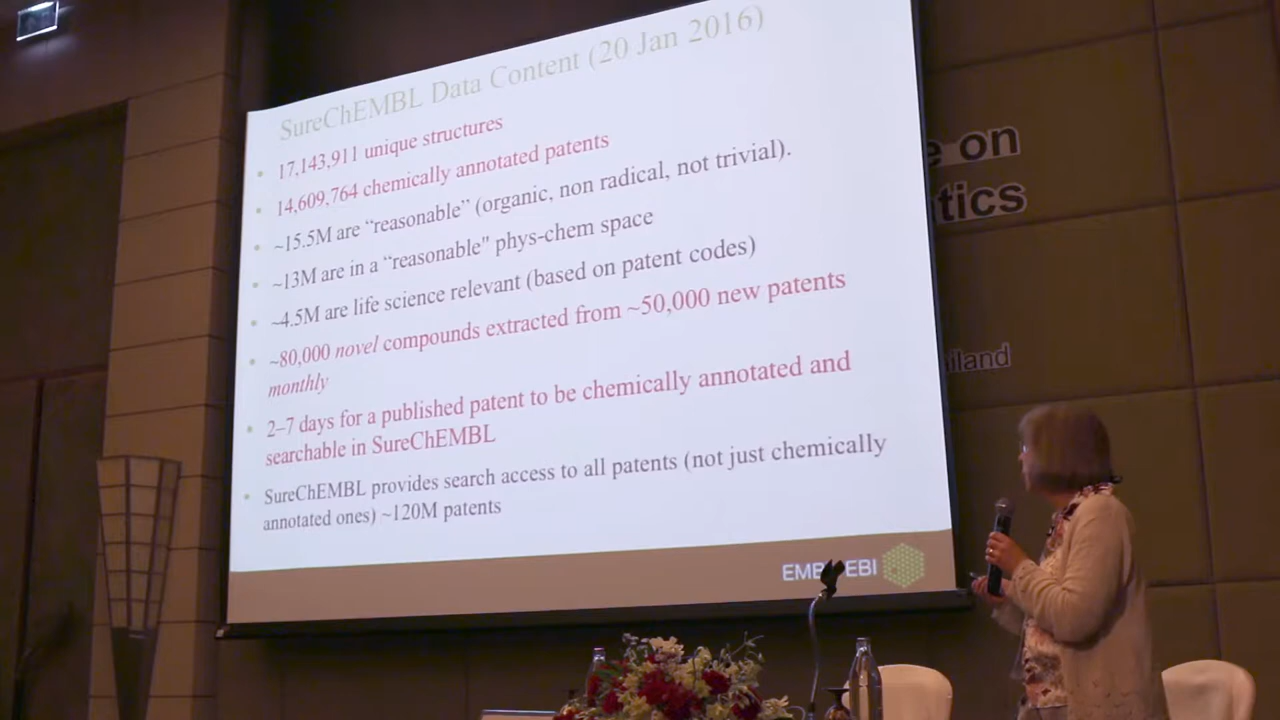 SureChEMBL Data Content (20 Jan 2016)
• 17,143,911 unique structures
• 14,609,764 chemically annotated patents
• ~15.5M are “reasonable” (organic, non radical, not trivial).
• ~13M are in a “reasonable" phys-chem space
• ~4.5M are life science relevant (based on patent codes)
• ~80,000 novel compounds extracted from ~50,000 new patents
monthly
• 2–7 days for a published patent to be chemically annotated and
searchable in SureChEMBL
• SureChEMBL provides search access to all patents (not just chemically
annotated ones) ~120M patents
EBI
on